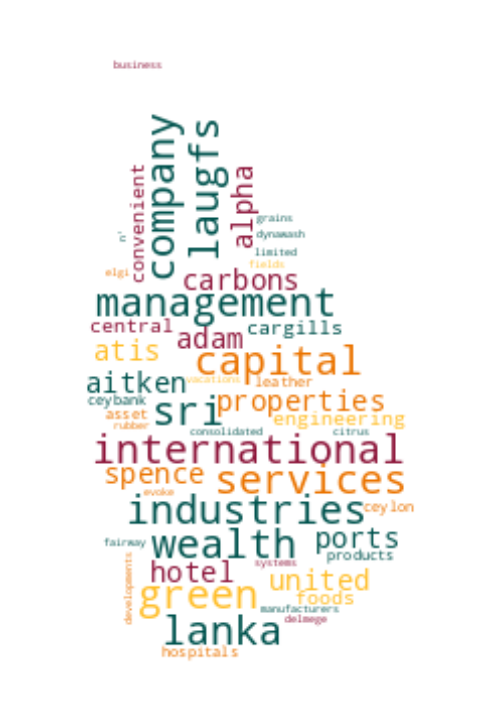 business
company
laugfs
convenient
alpha
grains
n'
dynawash
limited
elgi
fields
carbons
management
central
adam
cargills
atis
capital
aitken
vacations
leather
ceybank
sri
properties
asset
rubber
engineering
consolidated
citrus
international
spence
services
evoke
industries
ceylon
fairway
wealth
ports
products
systems
hotel
developments
green
united
foods
manufacturers
delmege
lanka
hospitals